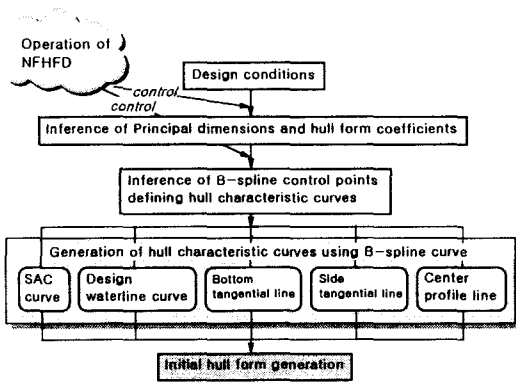 Operation of
NFHFD
control
control
Design conditions
Inference of Principal dimensions and hull form coefficients
Inference of B-spline control points
defining hull characteristic curves
Generation of hull characteristic curves using B-spline curve
SAC
curve
Design
waterline curve
Bottom
tangential line
Side
tangential line
Center
profile line
Initial hull form generation